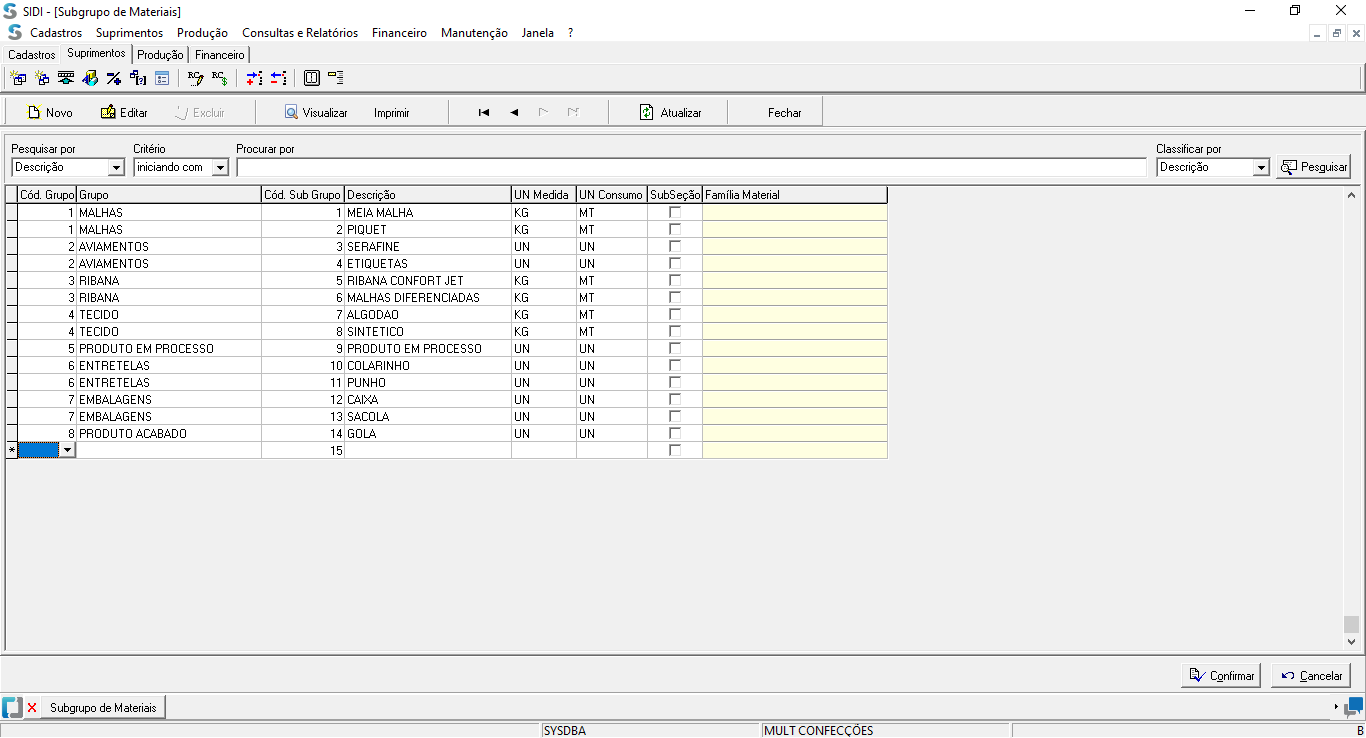 SIDI - [Subgrupo de Materiais]
Cadastros Suprimentos Produção Consultas e Relatórios Financeiro Manutenção Janela ?
Cadastros Suprimentos Produção Financeiro
Novo Editar Excluir Visualizar Imprimir Atualizar Fechar
Pesquisar por Critério Procurar por Classificar por
Descrição iniciando com Descrição Pesquisar
Cód. Grupo Grupo Cód. Sub Grupo Descrição UN Medida UN Consumo SubSeção Família Material
1 MALHAS 1 MEIA MALHA KG MT
1 MALHAS 2 PIQUET KG MT
2 AVIAMENTOS 3 SERAFINE UN UN
2 AVIAMENTOS 4 ETIQUETAS UN UN
3 RIBANA 5 RIBANA CONFORT JET KG MT
3 RIBANA 6 MALHAS DIFERENCIADAS KG MT
4 TECIDO 7 ALGODAO KG MT
4 TECIDO 8 SINTETICO KG MT
5 PRODUTO EM PROCESSO 9 PRODUTO EM PROCESSO UN UN
6 ENTRETELAS 10 COLARINHO UN UN
6 ENTRETELAS 11 PUNHO UN UN
7 EMBALAGENS 12 CAIXA UN UN
7 EMBALAGENS 13 SACOLA UN UN
8 PRODUTO ACABADO 14 GOLA UN UN
* 15
Confirmar Cancelar
Subgrupo de Materiais
SYSDBA MULT CONFECÇÕES B